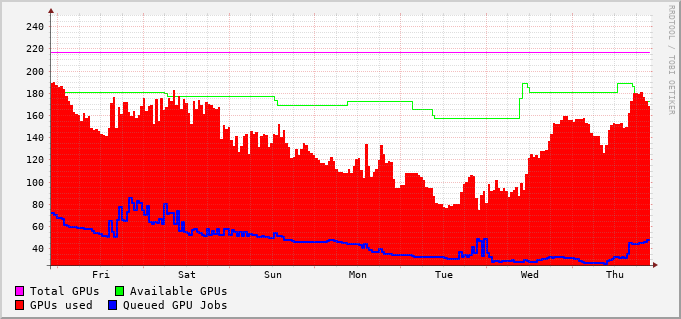 RRDTOOL / TOBI OETIKER
240
220
200
180
160
140
120
100
80
60
40
Fri Sat Sun Mon Tue Wed Thu
Total GPUs Available GPUs
GPUs used Queued GPU Jobs